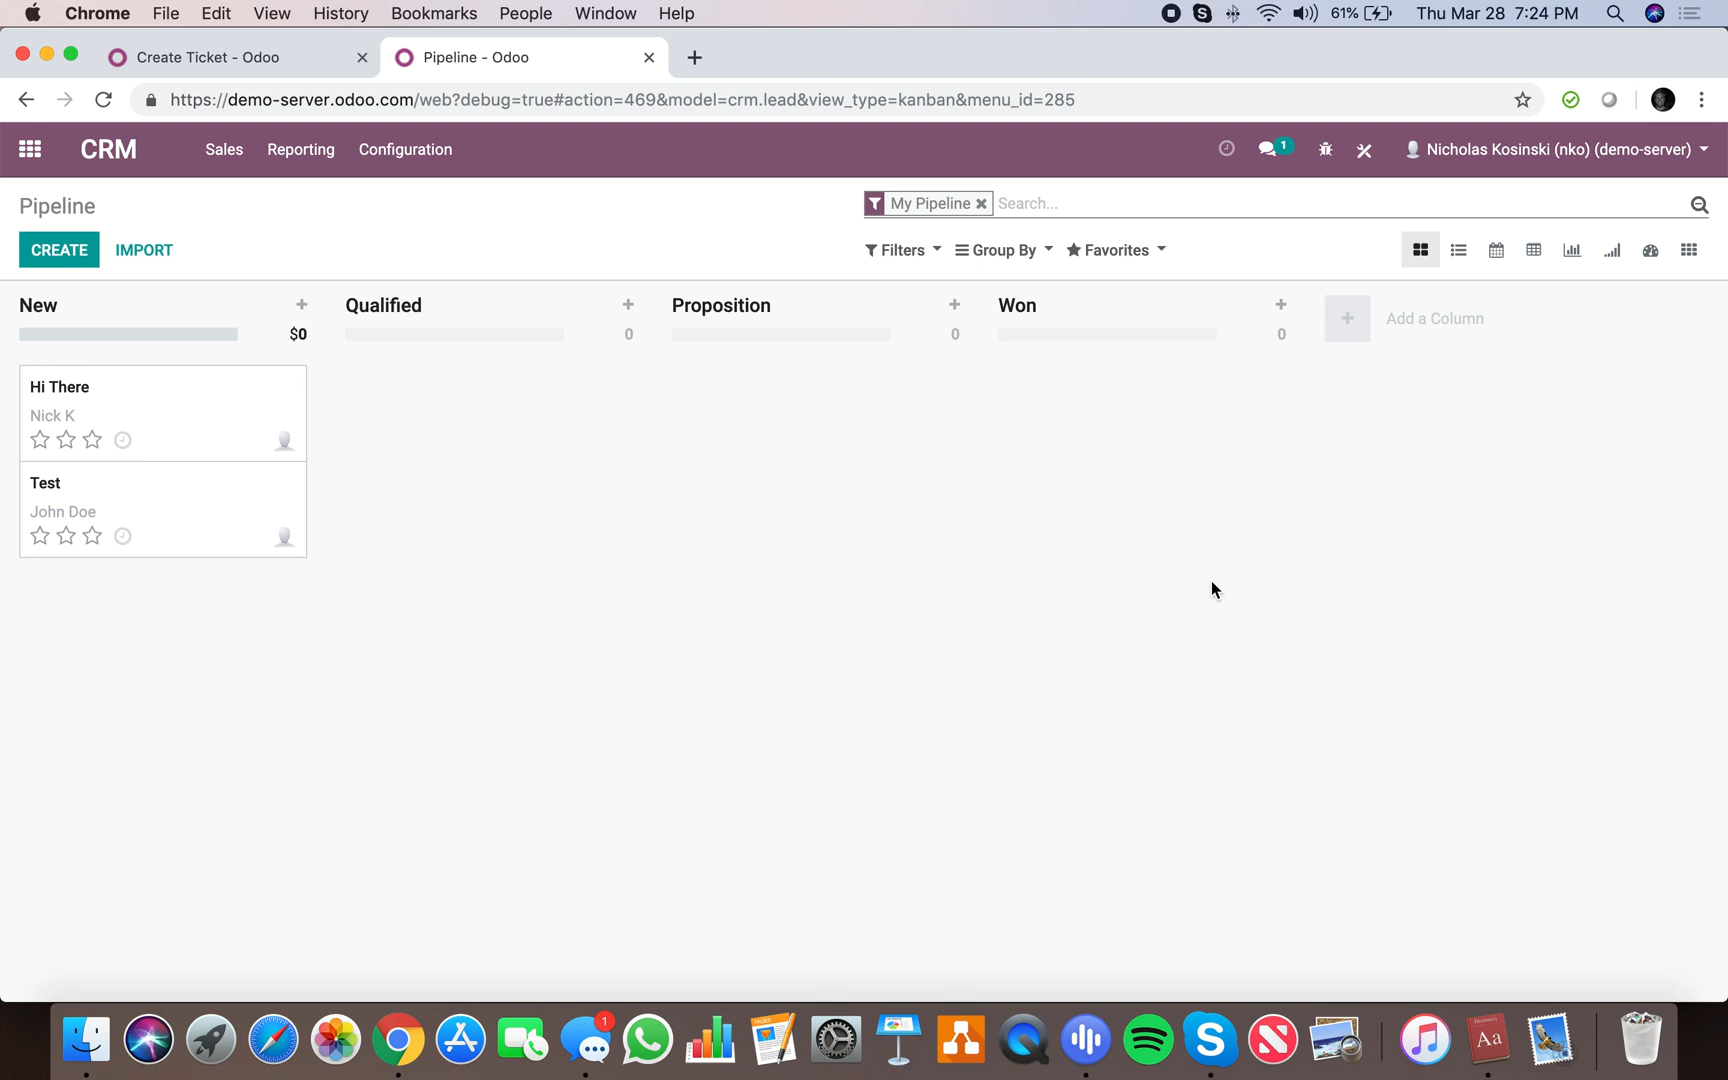 Chrome File Edit View History Bookmarks People Window Help 61% Thu Mar 28 7:24 PM
Create Ticket - Odoo Pipeline - Odoo
https://demo-server.odoo.com/web?debug=true#action=469&model=crm.lead&view_type=kanban&menu_id=285
CRM Sales Reporting Configuration 1 Nicholas Kosinski (nko) (demo-server)
Pipeline My Pipeline Search...
CREATE IMPORT Filters Group By Favorites
New Qualified Proposition Won Add a Column
$0 0 0 0
Hi There
Nick K
Test
John Doe
1
Aa